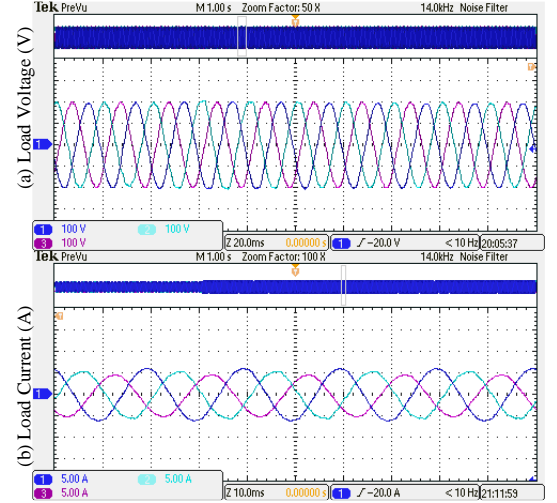 Tek PreVu M 1.00 s Zoom Factor: 50 X 14.0kHz Noise Filter
(a) Load Voltage (V)
1
1 100 V 2 100 V
3 100 V Z 20.0ms 0.00000 s 1 -20.0 V < 10 Hz 20:05:37
Tek PreVu M 1.00 s Zoom Factor: 100 X 14.0kHz Noise Filter
(b) Load Current (A)
1
1 5.00 A 2 5.00 A
3 5.00 A Z 10.0ms 0.00000 s 1 -20.0 A < 10 Hz 21:11:59